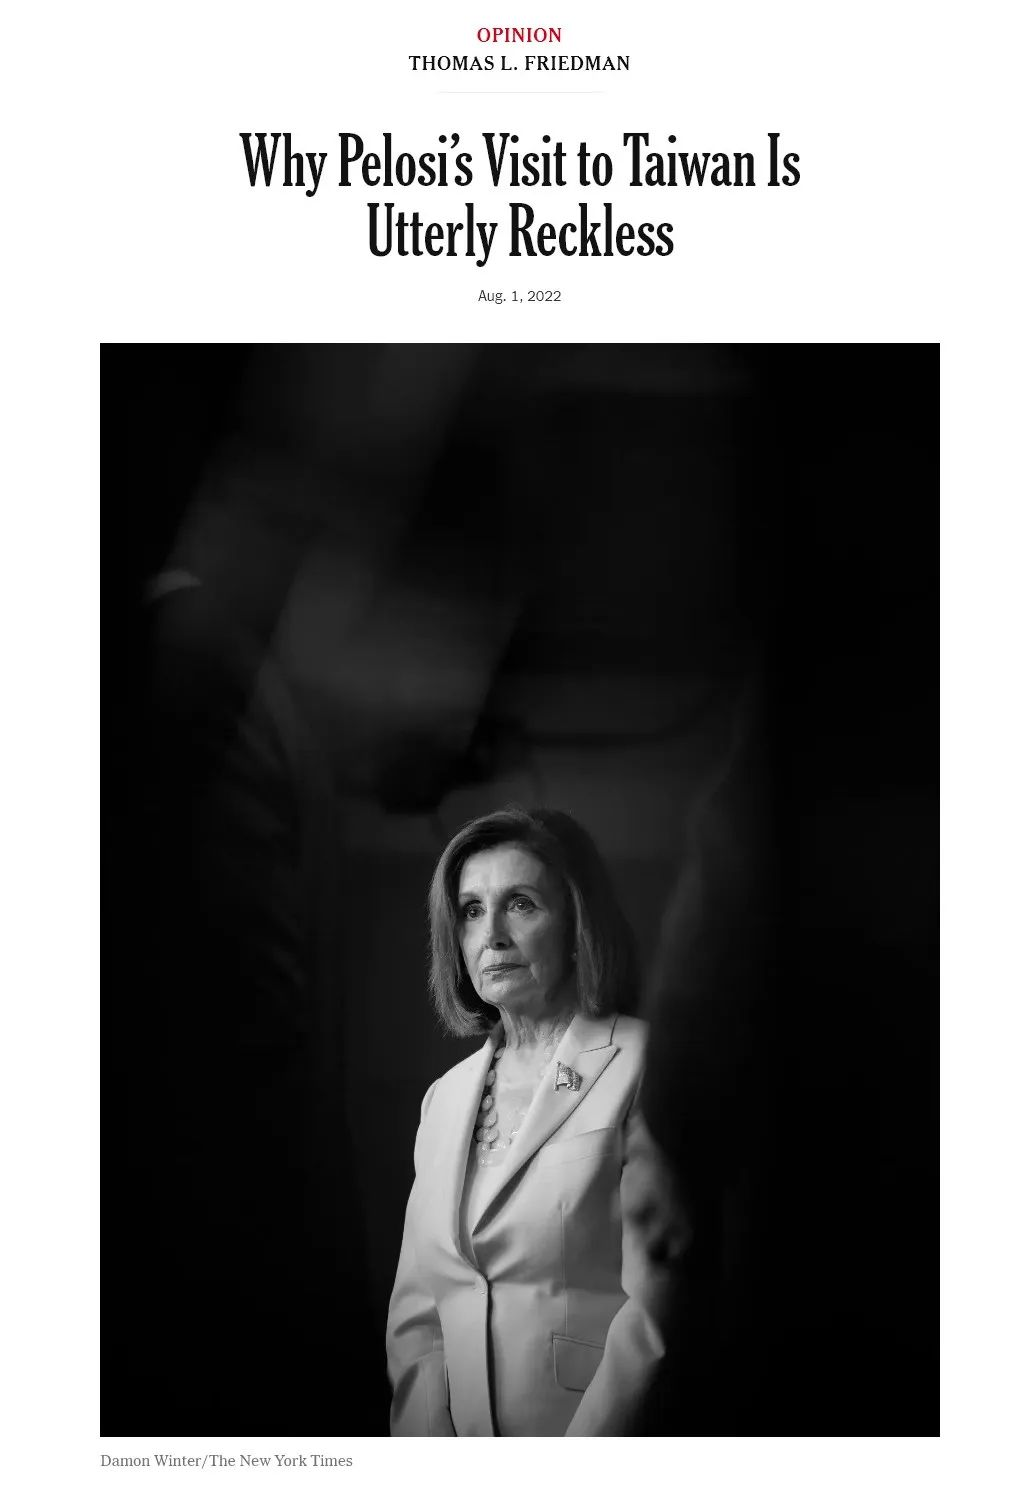 OPINION
THOMAS L. FRIEDMAN
Why Pelosi’s Visit to Taiwan Is
Utterly Reckless
Aug. 1, 2022
Damon Winter/The New York Times